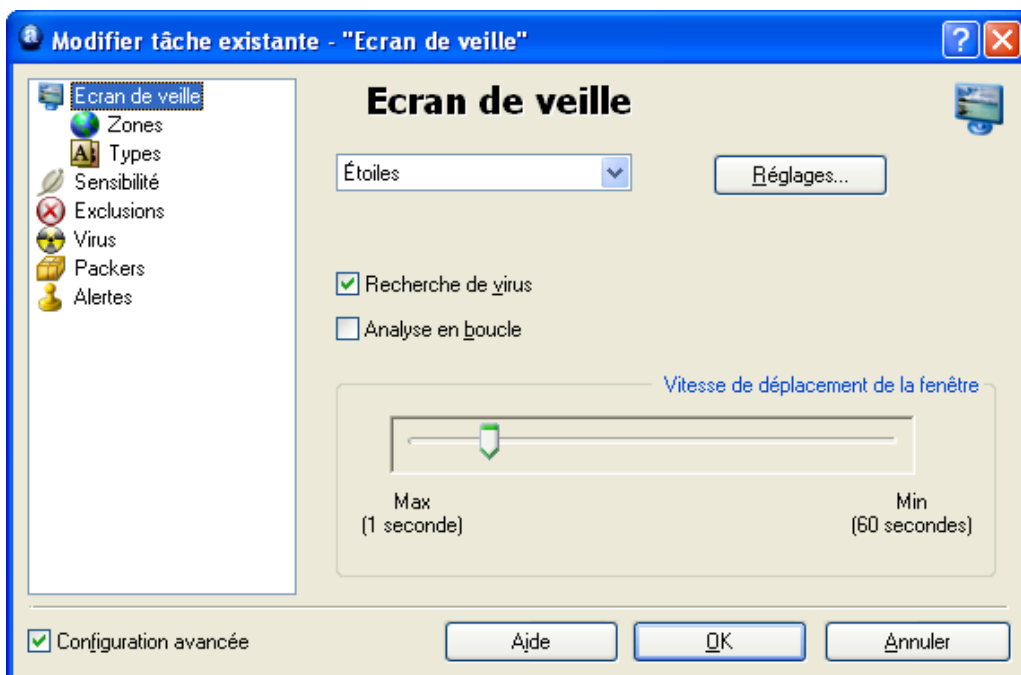 Modifier tâche existante - "Ecran de veille"
Ecran de veille
Zones
Types
Sensibilité
Exclusions
Virus
Packers
Alertes
Ecran de veille
Étoiles
Réglages...
Recherche de virus
Analyse en boucle
Vitesse de déplacement de la fenêtre
Max
(1 seconde)
Min
(60 secondes)
Configuration avancée
Aide
OK
Annuler